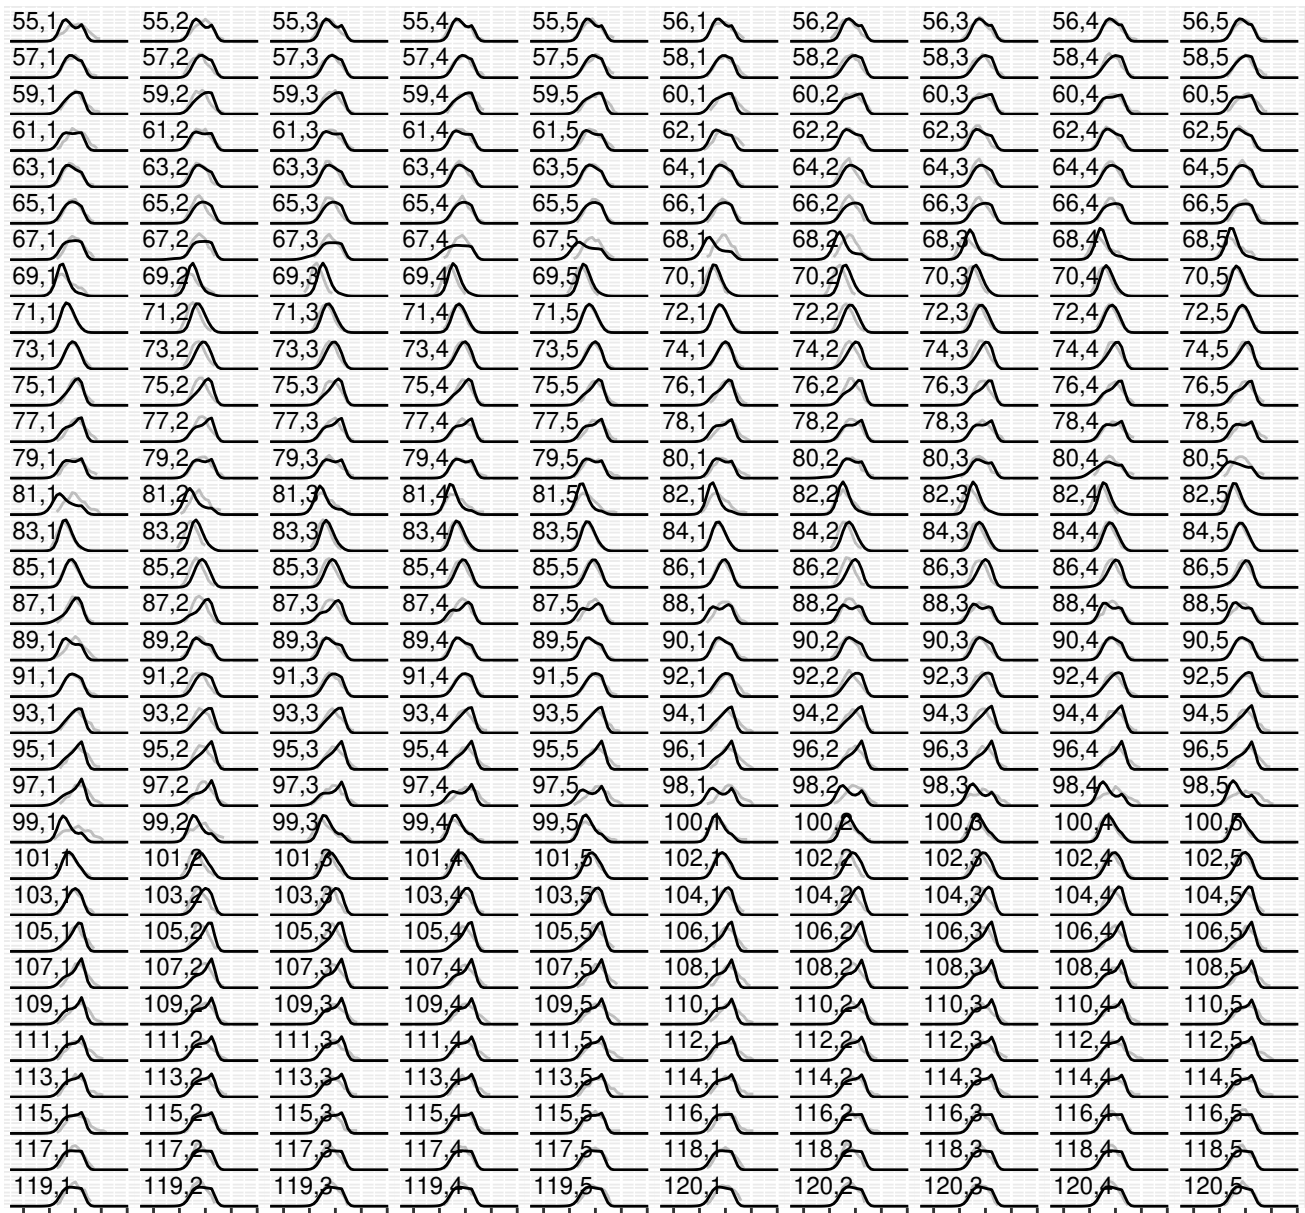 55,1 55,2 55,3 55,4 55,5 56,1 56,2 56,3 56,4 56,5
57,1 57,2 57,3 57,4 57,5 58,1 58,2 58,3 58,4 58,5
59,1 59,2 59,3 59,4 59,5 60,1 60,2 60,3 60,4 60,5
61,1 61,2 61,3 61,4 61,5 62,1 62,2 62,3 62,4 62,5
63,1 63,2 63,3 63,4 63,5 64,1 64,2 64,3 64,4 64,5
65,1 65,2 65,3 65,4 65,5 66,1 66,2 66,3 66,4 66,5
67,1 67,2 67,3 67,4 67,5 68,1 68,2 68,3 68,4 68,5
69,1 69,2 69,3 69,4 69,5 70,1 70,2 70,3 70,4 70,5
71,1 71,2 71,3 71,4 71,5 72,1 72,2 72,3 72,4 72,5
73,1 73,2 73,3 73,4 73,5 74,1 74,2 74,3 74,4 74,5
75,1 75,2 75,3 75,4 75,5 76,1 76,2 76,3 76,4 76,5
77,1 77,2 77,3 77,4 77,5 78,1 78,2 78,3 78,4 78,5
79,1 79,2 79,3 79,4 79,5 80,1 80,2 80,3 80,4 80,5
81,1 81,2 81,3 81,4 81,5 82,1 82,2 82,3 82,4 82,5
83,1 83,2 83,3 83,4 83,5 84,1 84,2 84,3 84,4 84,5
85,1 85,2 85,3 85,4 85,5 86,1 86,2 86,3 86,4 86,5
87,1 87,2 87,3 87,4 87,5 88,1 88,2 88,3 88,4 88,5
89,1 89,2 89,3 89,4 89,5 90,1 90,2 90,3 90,4 90,5
91,1 91,2 91,3 91,4 91,5 92,1 92,2 92,3 92,4 92,5
93,1 93,2 93,3 93,4 93,5 94,1 94,2 94,3 94,4 94,5
95,1 95,2 95,3 95,4 95,5 96,1 96,2 96,3 96,4 96,5
97,1 97,2 97,3 97,4 97,5 98,1 98,2 98,3 98,4 98,5
99,1 99,2 99,3 99,4 99,5 100,1 100,2 100,3 100,4 100,5
101,1 101,2 101,3 101,4 101,5 102,1 102,2 102,3 102,4 102,5
103,1 103,2 103,3 103,4 103,5 104,1 104,2 104,3 104,4 104,5
105,1 105,2 105,3 105,4 105,5 106,1 106,2 106,3 106,4 106,5
107,1 107,2 107,3 107,4 107,5 108,1 108,2 108,3 108,4 108,5
109,1 109,2 109,3 109,4 109,5 110,1 110,2 110,3 110,4 110,5
111,1 111,2 111,3 111,4 111,5 112,1 112,2 112,3 112,4 112,5
113,1 113,2 113,3 113,4 113,5 114,1 114,2 114,3 114,4 114,5
115,1 115,2 115,3 115,4 115,5 116,1 116,2 116,3 116,4 116,5
117,1 117,2 117,3 117,4 117,5 118,1 118,2 118,3 118,4 118,5
119,1 119,2 119,3 119,4 119,5 120,1 120,2 120,3 120,4 120,5